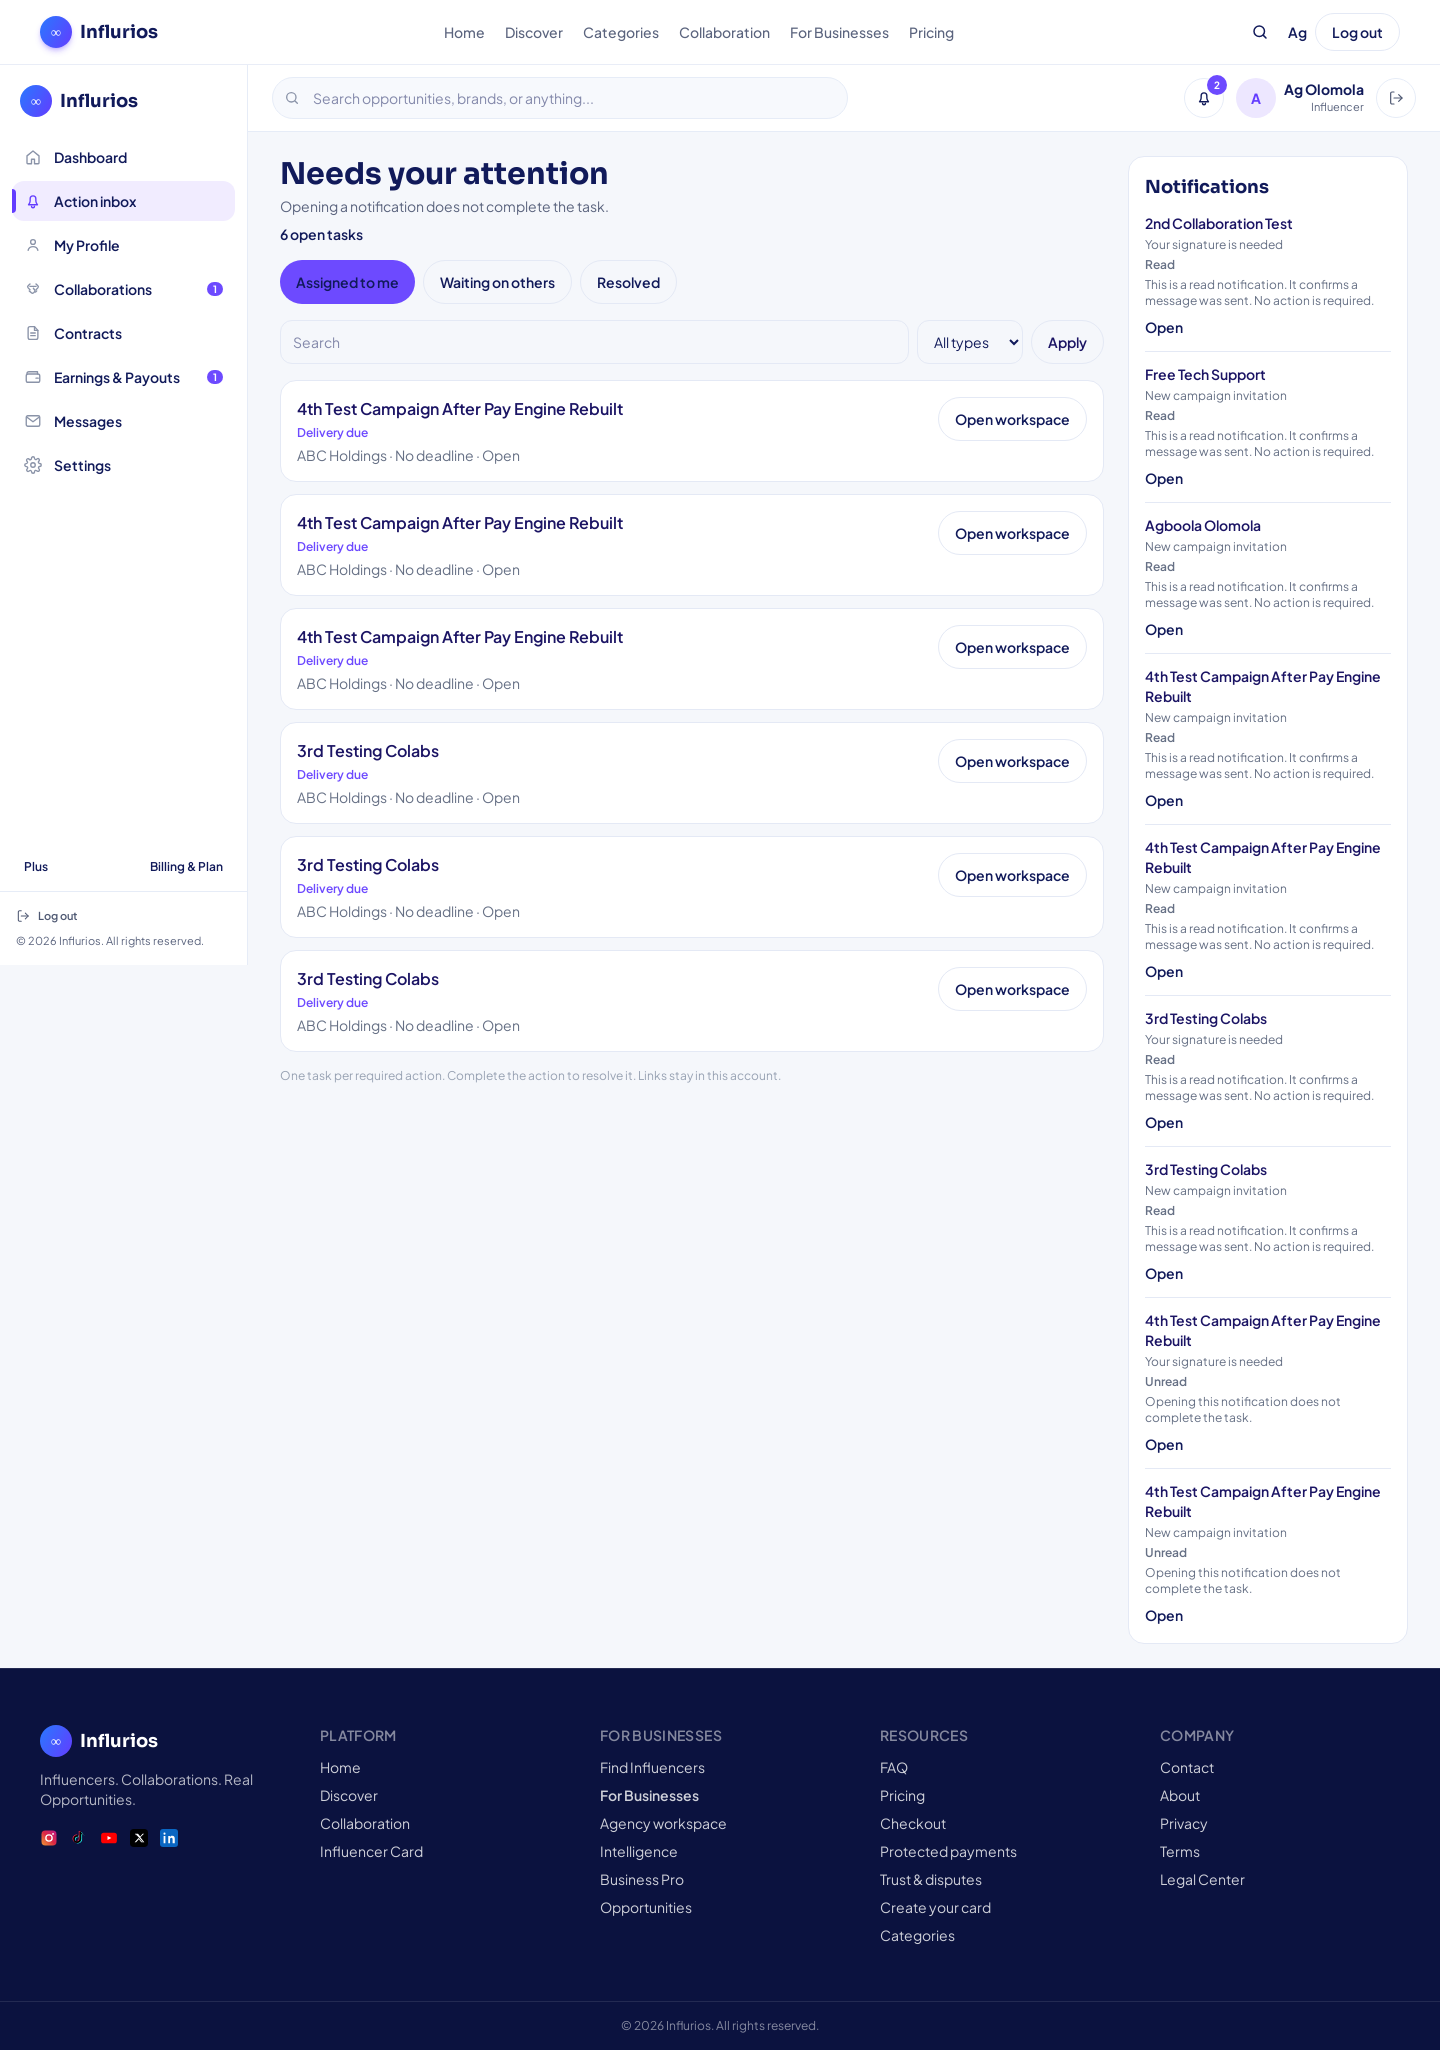 Influrios
Home
Discover
Categories
Collaboration
For Businesses
Pricing
Ag
Log out
Influrios
Dashboard
Action inbox
My Profile
Collaborations
1
Contracts
Earnings & Payouts
1
Messages
Settings
Plus
Billing & Plan
Log out
© 2026 Influrios. All rights reserved.
Search opportunities, brands, or anything...
2
A
Ag Olomola
Influencer
Needs your attention
Opening a notification does not complete the task.
6 open tasks
Assigned to me
Waiting on others
Resolved
Search
All types
Apply
4th Test Campaign After Pay Engine Rebuilt
Delivery due
ABC Holdings · No deadline · Open
Open workspace
4th Test Campaign After Pay Engine Rebuilt
Delivery due
ABC Holdings · No deadline · Open
Open workspace
4th Test Campaign After Pay Engine Rebuilt
Delivery due
ABC Holdings · No deadline · Open
Open workspace
3rd Testing Colabs
Delivery due
ABC Holdings · No deadline · Open
Open workspace
3rd Testing Colabs
Delivery due
ABC Holdings · No deadline · Open
Open workspace
3rd Testing Colabs
Delivery due
ABC Holdings · No deadline · Open
Open workspace
One task per required action. Complete the action to resolve it. Links stay in this account.
Notifications
2nd Collaboration Test
Your signature is needed
Read
This is a read notification. It confirms a
message was sent. No action is required.
Open
Free Tech Support
New campaign invitation
Read
This is a read notification. It confirms a
message was sent. No action is required.
Open
Agboola Olomola
New campaign invitation
Read
This is a read notification. It confirms a
message was sent. No action is required.
Open
4th Test Campaign After Pay Engine
Rebuilt
New campaign invitation
Read
This is a read notification. It confirms a
message was sent. No action is required.
Open
4th Test Campaign After Pay Engine
Rebuilt
New campaign invitation
Read
This is a read notification. It confirms a
message was sent. No action is required.
Open
3rd Testing Colabs
Your signature is needed
Read
This is a read notification. It confirms a
message was sent. No action is required.
Open
3rd Testing Colabs
New campaign invitation
Read
This is a read notification. It confirms a
message was sent. No action is required.
Open
4th Test Campaign After Pay Engine
Rebuilt
Your signature is needed
Unread
Opening this notification does not
complete the task.
Open
4th Test Campaign After Pay Engine
Rebuilt
New campaign invitation
Unread
Opening this notification does not
complete the task.
Open
Influrios
Influencers. Collaborations. Real
Opportunities.
PLATFORM
Home
Discover
Collaboration
Influencer Card
FOR BUSINESSES
Find Influencers
For Businesses
Agency workspace
Intelligence
Business Pro
Opportunities
RESOURCES
FAQ
Pricing
Checkout
Protected payments
Trust & disputes
Create your card
Categories
COMPANY
Contact
About
Privacy
Terms
Legal Center
© 2026 Influrios. All rights reserved.